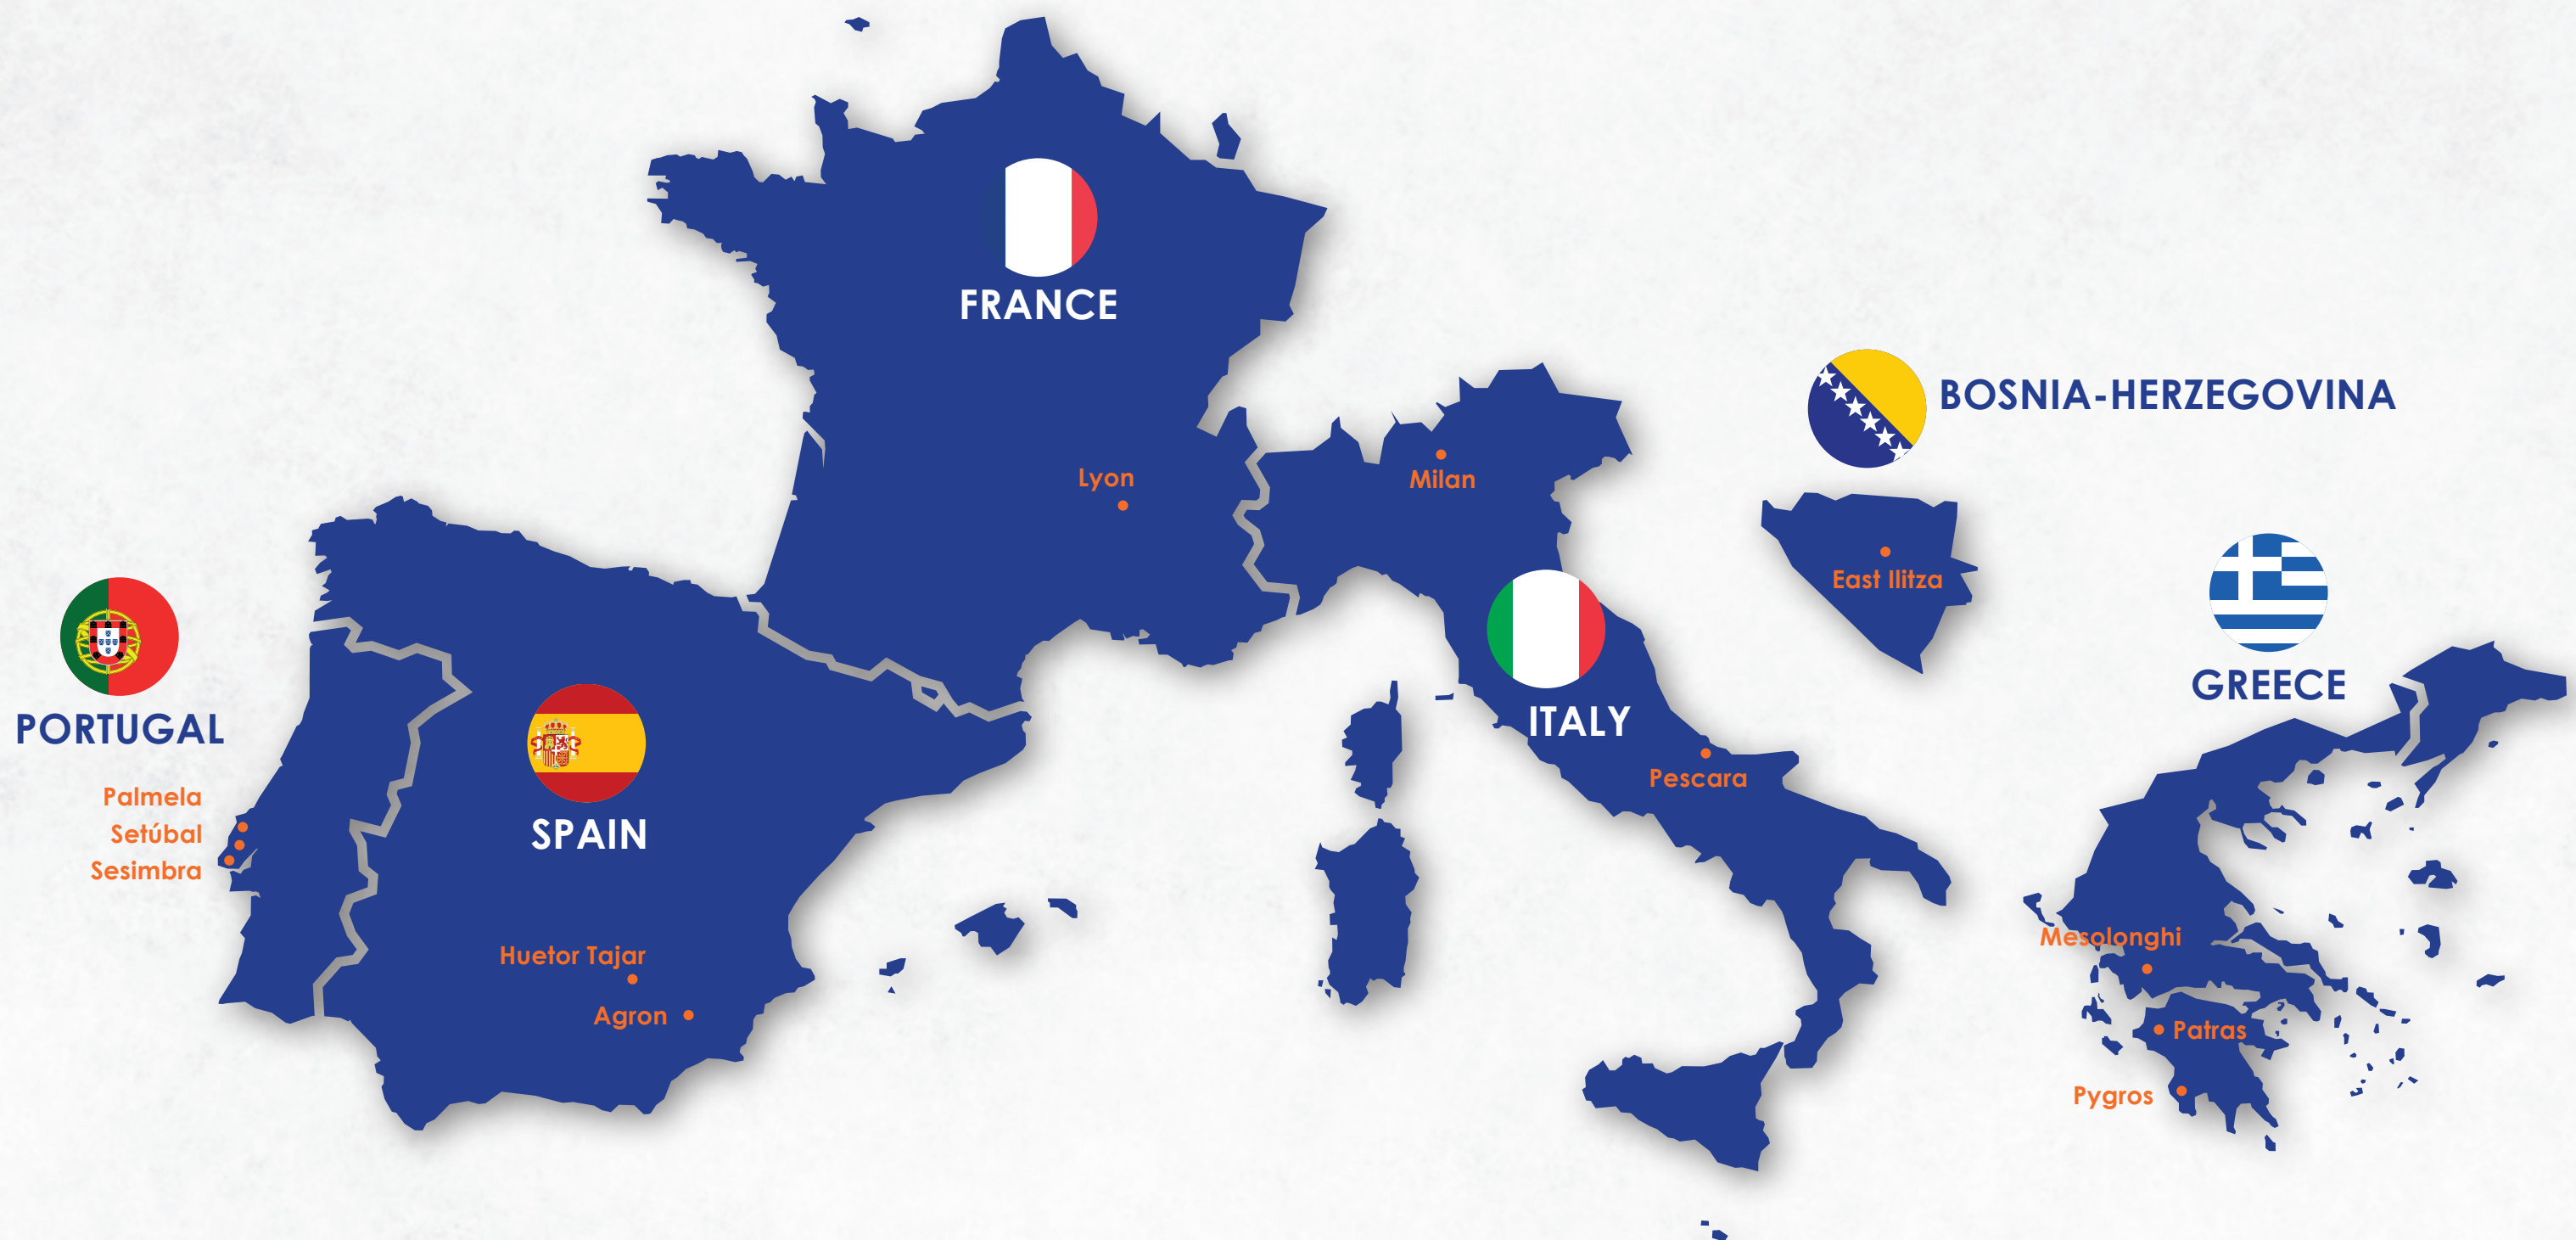 FRANCE
BOSNIA-HERZEGOVINA
Lyon
Milan
East Ilitza
GREECE
PORTUGAL
ITALY
Pescara
Palmela
Setúbal
Sesimbra
SPAIN
Mesolonghi
Huetor Tajar
Agron
Patras
Pygros